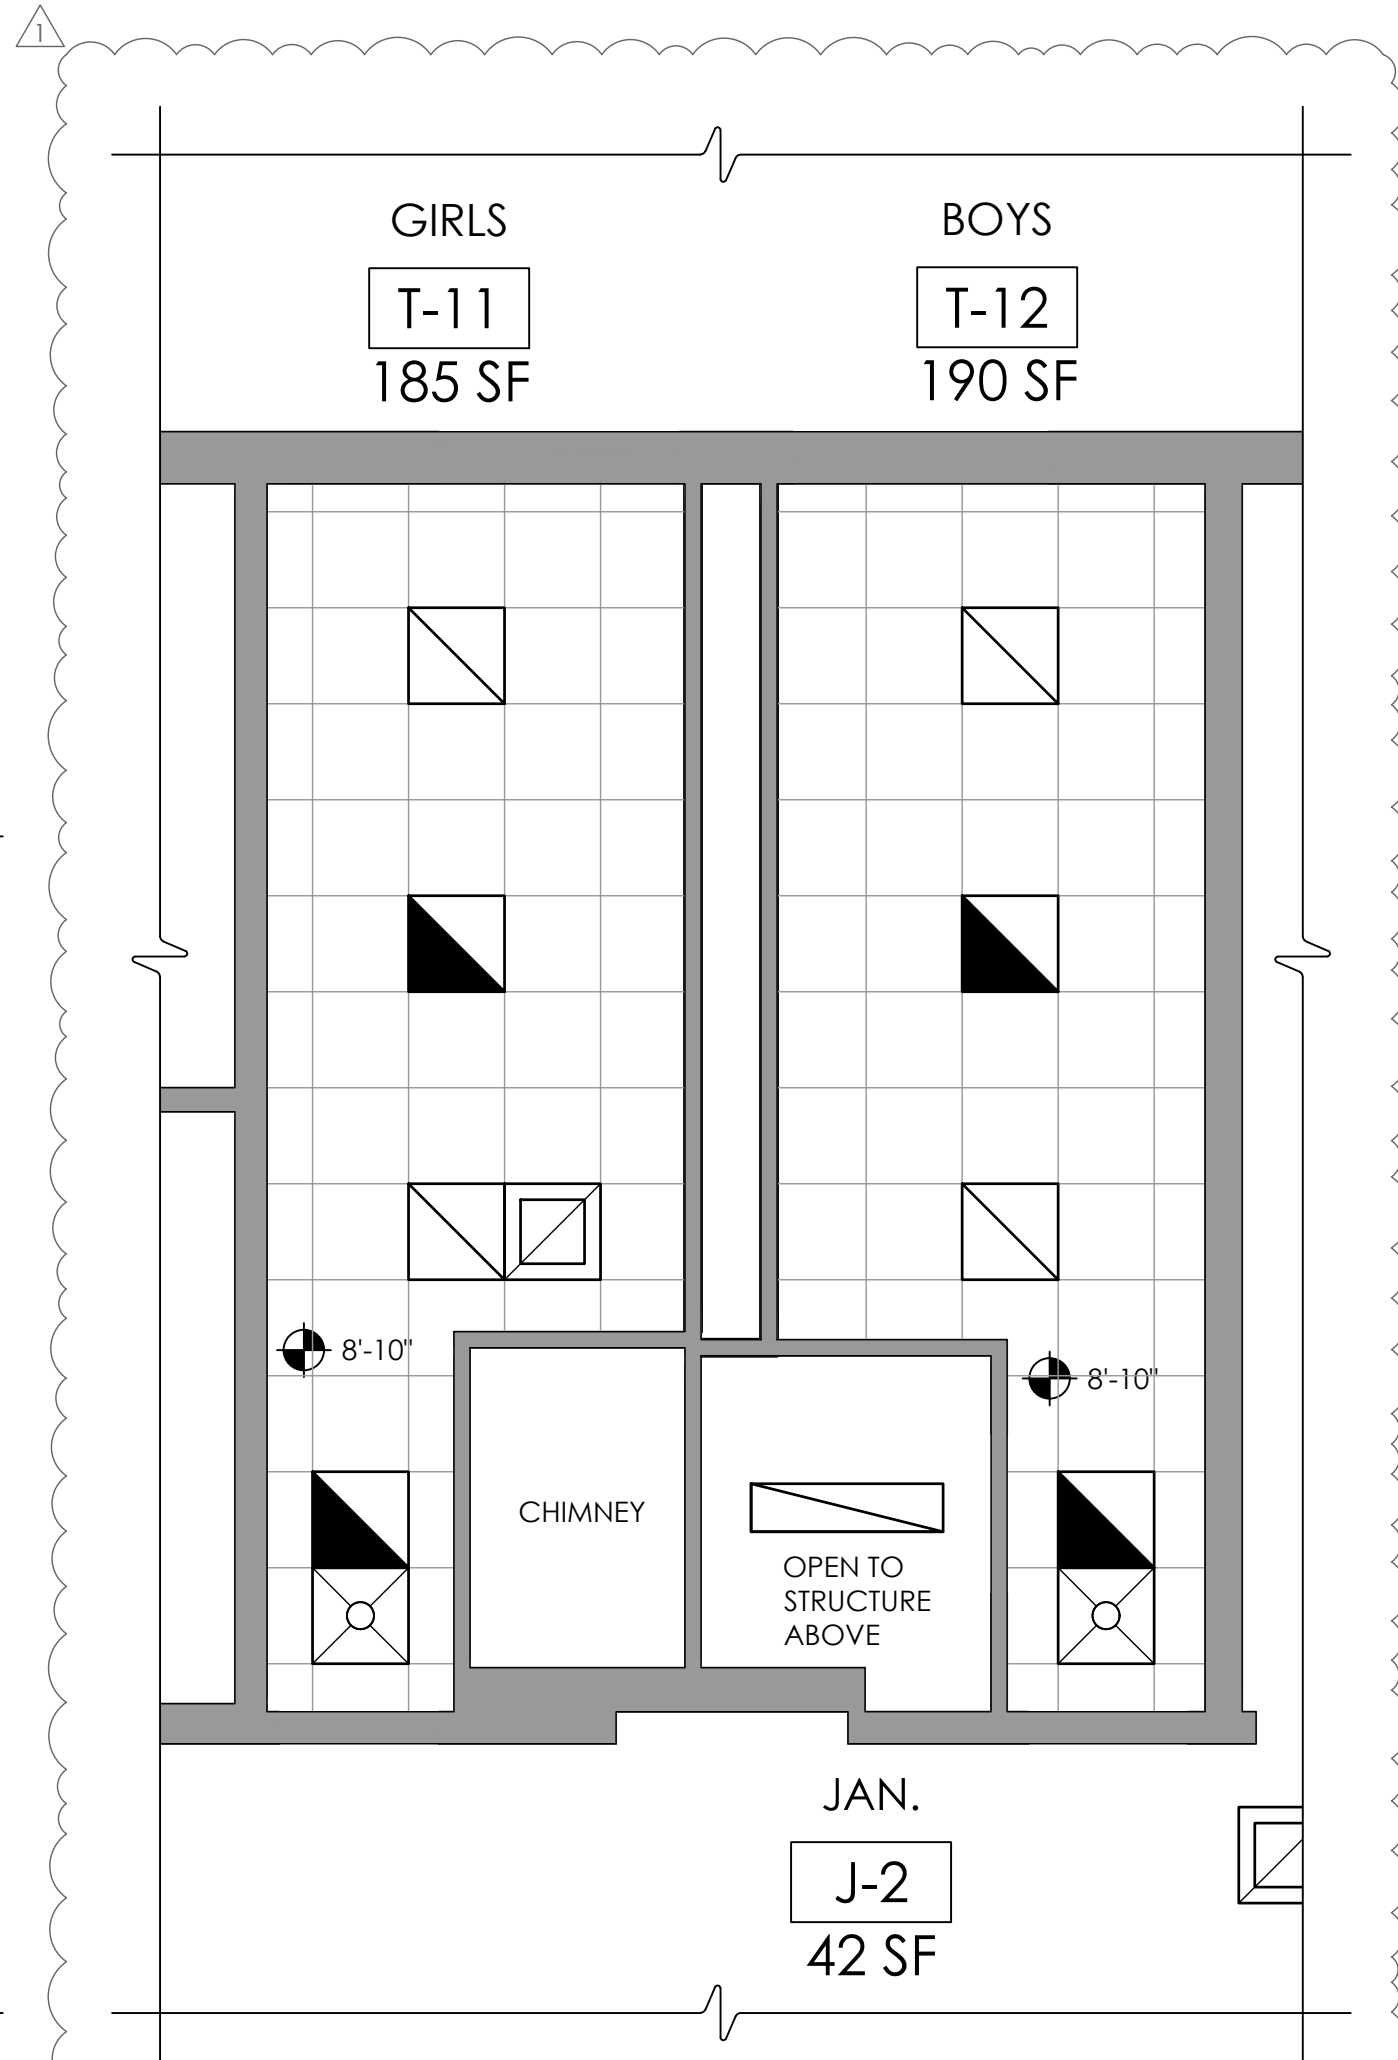 1
GIRLS
T-11
185 SF
BOYS
T-12
190 SF
8'-10"
8'-10"
CHIMNEY
OPEN TO
STRUCTURE
ABOVE
JAN.
J-2
42 SF